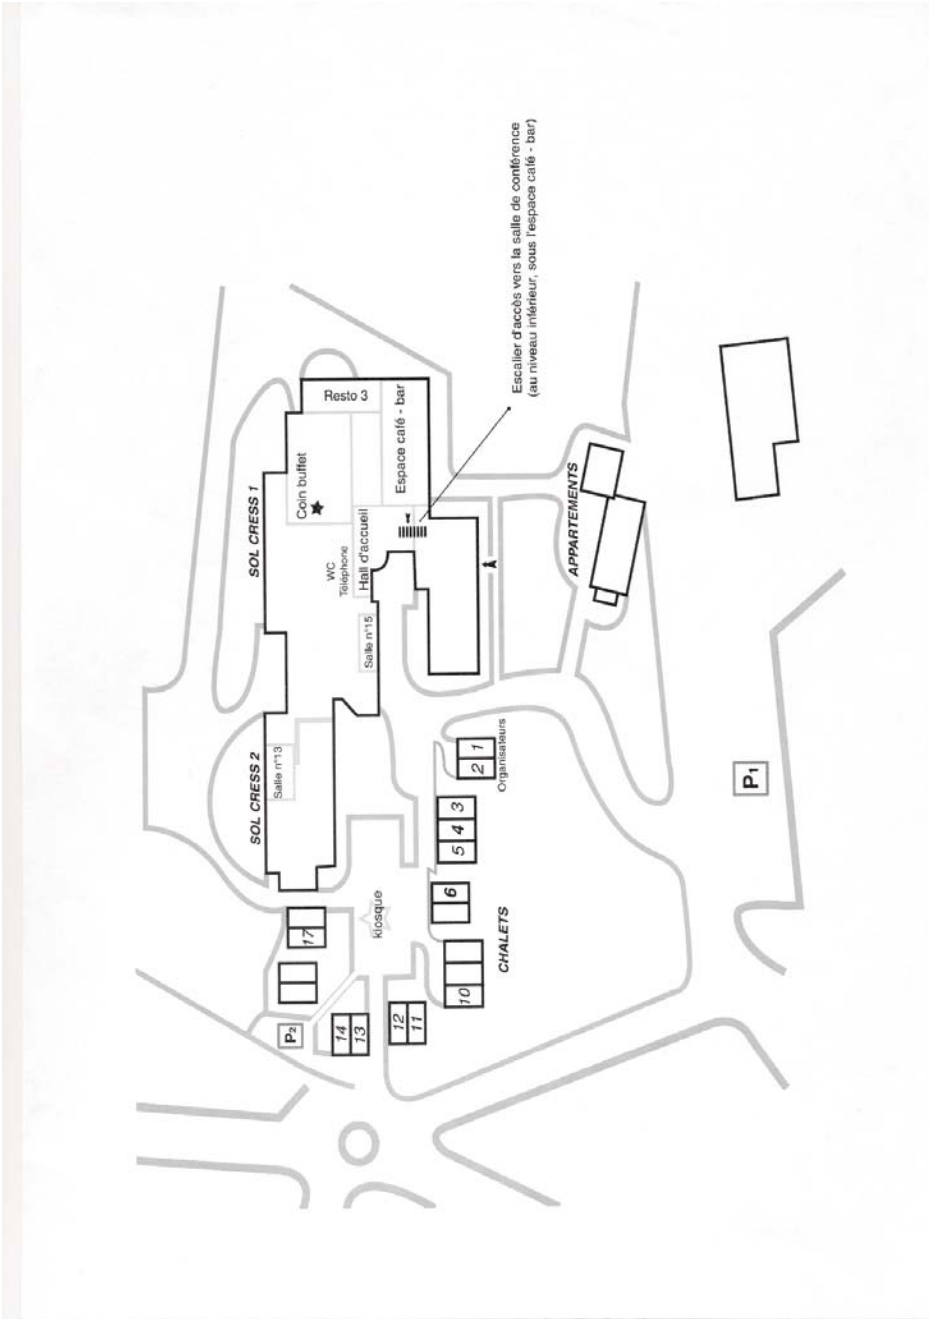 Escalier d'accès vers la salle de conférence
(au niveau inférieur, sous l'espace café - bar)
SOL CRESS 1
Coin buffet
Resto 3
Espace café - bar
WC
Téléphone
Hall d'accueil
Salle n°15
APPARTEMENTS
SOL CRESS 2
Salle n°13
kiosque
Organisateurs
1
2
3
4
5
6
10
11
12
13
14
17
CHALETS
P1
P2